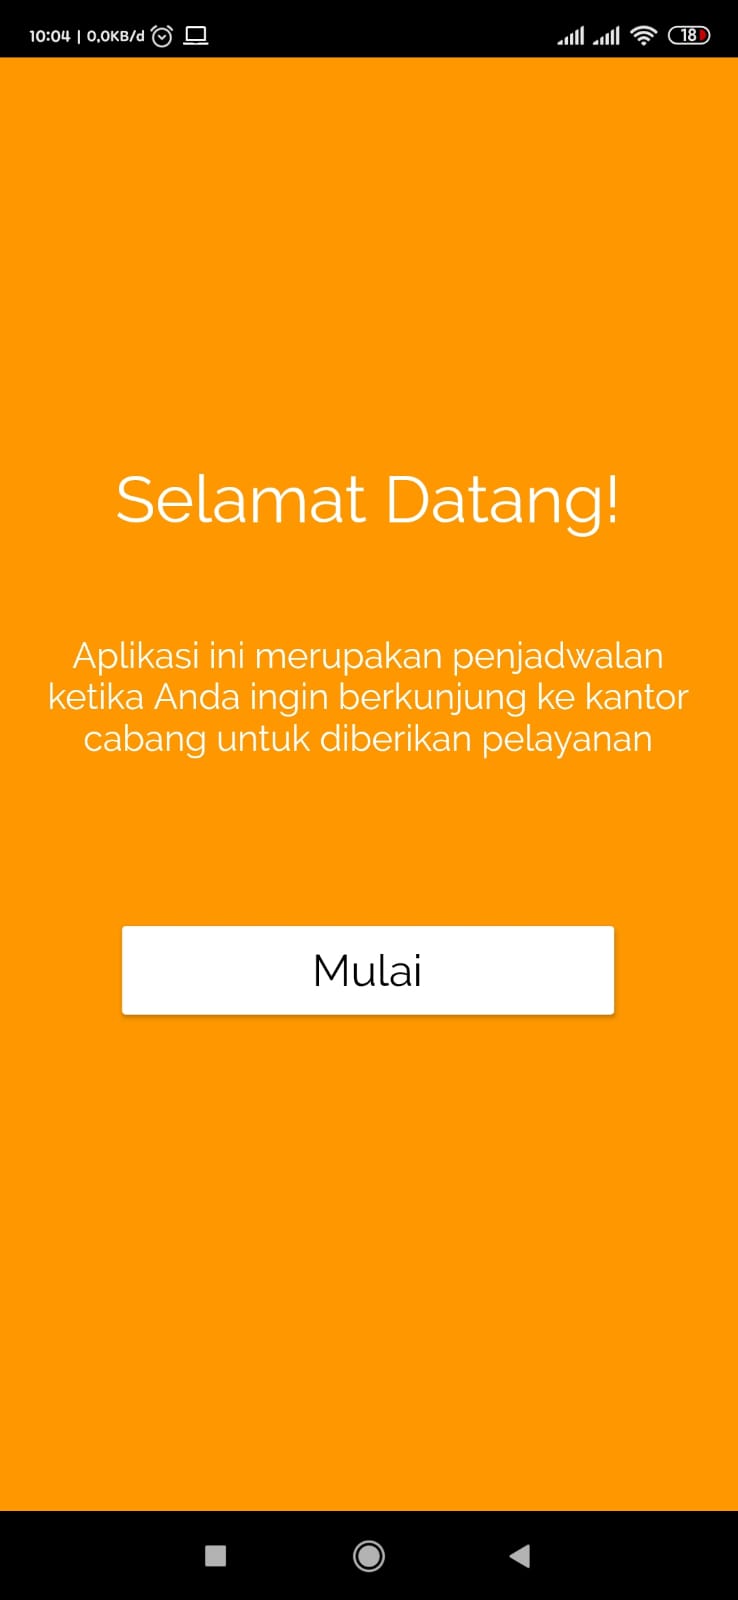 10:04 | 0,0KB/d
18
Selamat Datang!
Aplikasi ini merupakan penjadwalan
ketika Anda ingin berkunjung ke kantor
cabang untuk diberikan pelayanan
Mulai